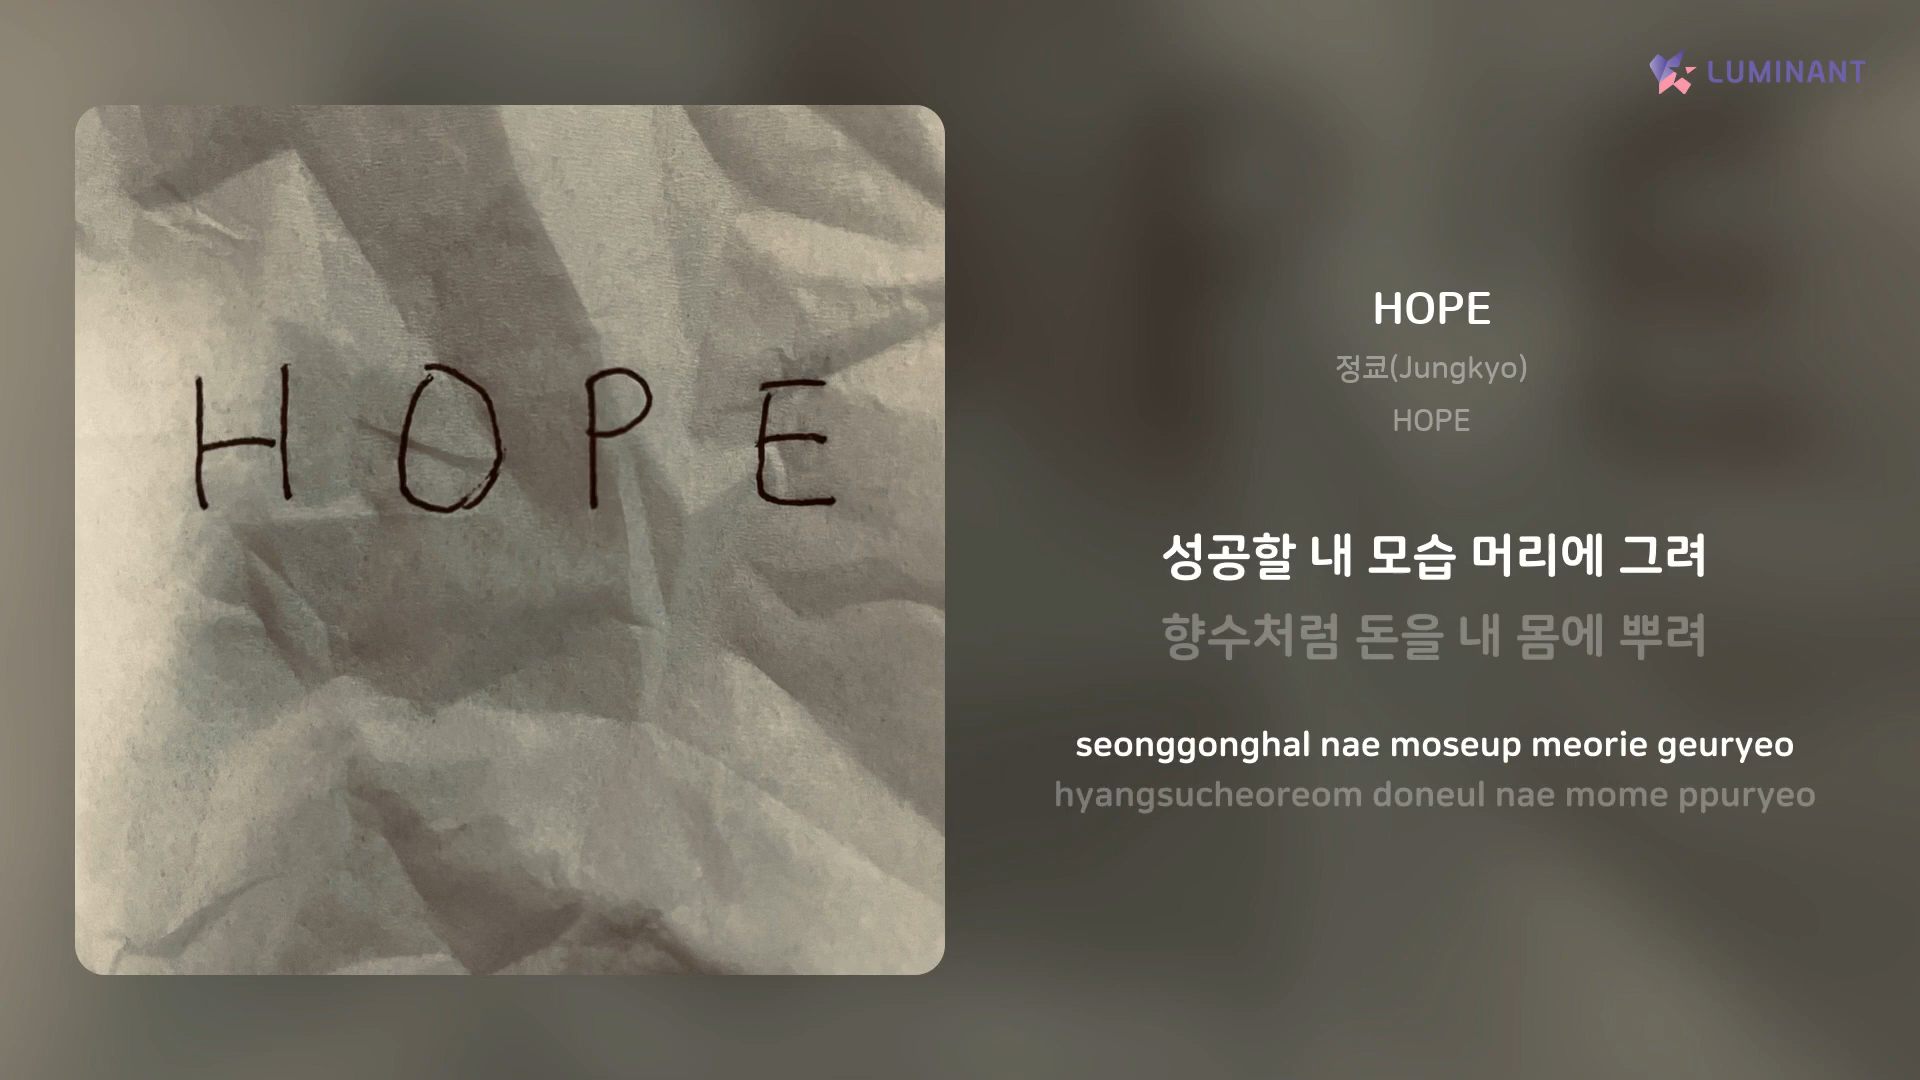 LUMINANT
H O P E
HOPE
정쿄(Jungkyo)
HOPE
성공할 내 모습 머리에 그려
향수처럼 돈을 내 몸에 뿌려
seonggonghal nae moseup meorie geuryeo
hyangsucheoreom doneul nae mome ppuryeo